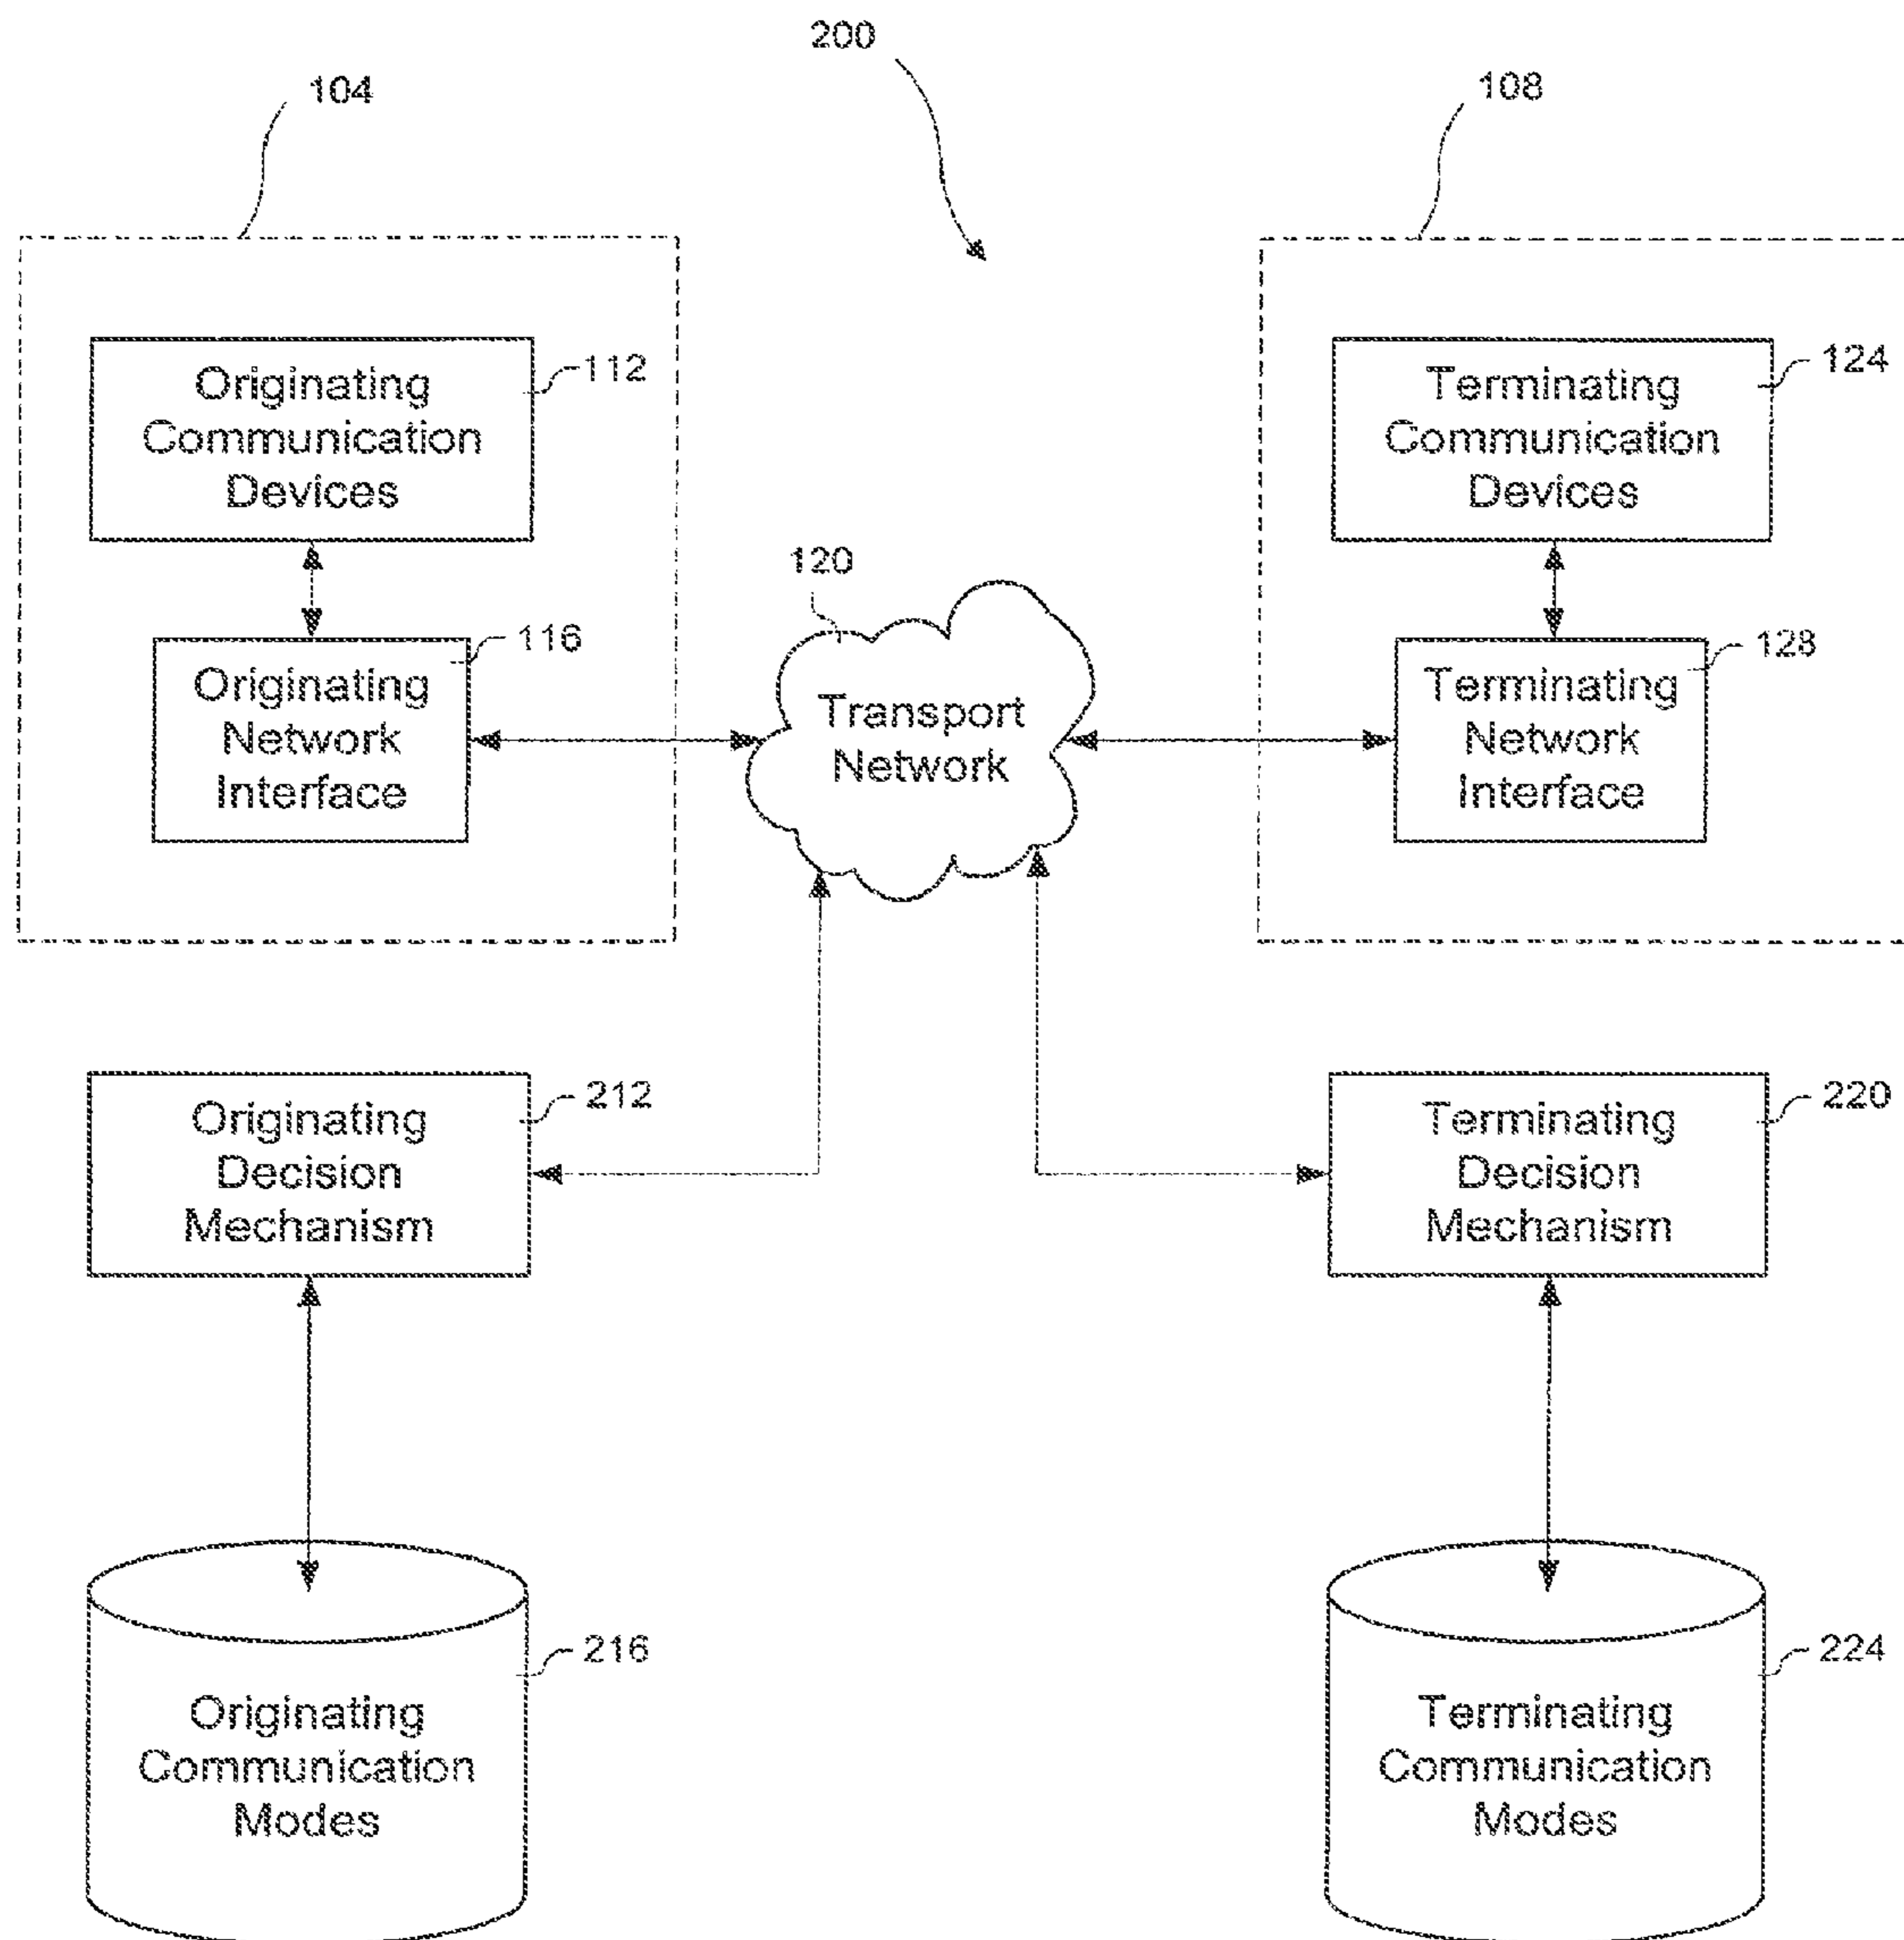 200
104
108
Originating
Communication
Devices
112
Terminating
Communication
Devices
124
120
Originating
Network
Interface
116
Transport
Network
Terminating
Network
Interface
128
Originating
Decision
Mechanism
212
Terminating
Decision
Mechanism
220
Originating
Communication
Modes
216
Terminating
Communication
Modes
224